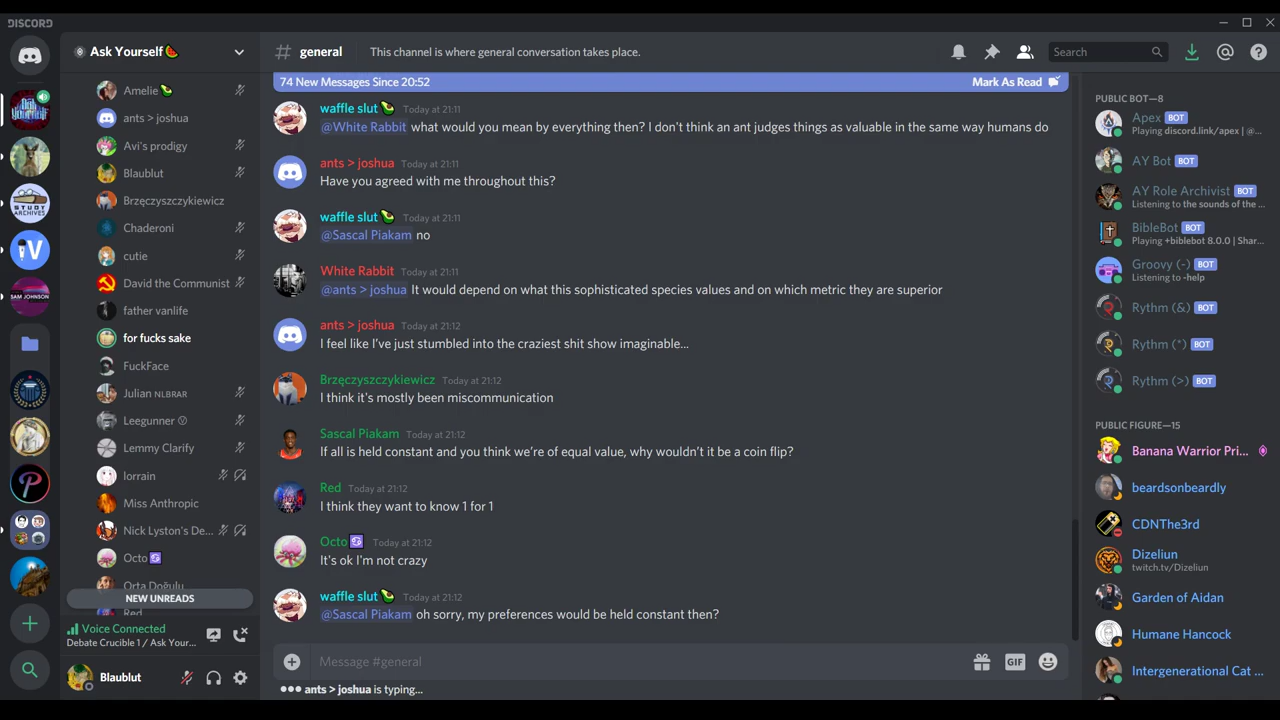 DISCORD
Ask Yourself🍉
# general
This channel is where general conversation takes place.
Search
Amelie🥑
ants > joshua
Avi's prodigy
Blaublut
Brzęczyszczykiewicz
Chaderoni
cutie
David the Communist
father vanlife
for fucks sake
FuckFace
Julian NLBRAR
Leegunner Ⓥ
Lemmy Clarify
lorrain
Miss Anthropic
Nick Lyston's De...
Octo♋
Orta Doğulu
Red
NEW UNREADS
Voice Connected
Debate Crucible 1 / Ask Your...
Blaublut
74 New Messages Since 20:52
Mark As Read
waffle slut🥑 Today at 21:11
@White Rabbit what would you mean by everything then? I don't think an ant judges things as valuable in the same way humans do
ants > joshua Today at 21:11
Have you agreed with me throughout this?
waffle slut🥑 Today at 21:11
@Sascal Piakam no
White Rabbit Today at 21:11
@ants > joshua It would depend on what this sophisticated species values and on which metric they are superior
ants > joshua Today at 21:12
I feel like I've just stumbled into the craziest shit show imaginable...
Brzęczyszczykiewicz Today at 21:12
I think it's mostly been miscommunication
Sascal Piakam Today at 21:12
If all is held constant and you think we're of equal value, why wouldn't it be a coin flip?
Red Today at 21:12
I think they want to know 1 for 1
Octo♋ Today at 21:12
It's ok I'm not crazy
waffle slut🥑 Today at 21:12
@Sascal Piakam oh sorry, my preferences would be held constant then?
Message #general
GIF
ants > joshua is typing...
PUBLIC BOT—8
Apex BOT
Playing discord.link/apex | @...
AY Bot BOT
AY Role Archivist BOT
Listening to the sounds of the ...
BibleBot BOT
Playing +biblebot 8.0.0 | Shar...
Groovy (-) BOT
Listening to -help
Rythm (&) BOT
Rythm (*) BOT
Rythm (>) BOT
PUBLIC FIGURE—15
Banana Warrior Pri...
beardsonbeardly
CDNThe3rd
Dizeliun
twitch.tv/Dizeliun
Garden of Aidan
Humane Hancock
Intergenerational Cat ...
STUDY
ARCHIVES
V
SAM JOHNSON
P